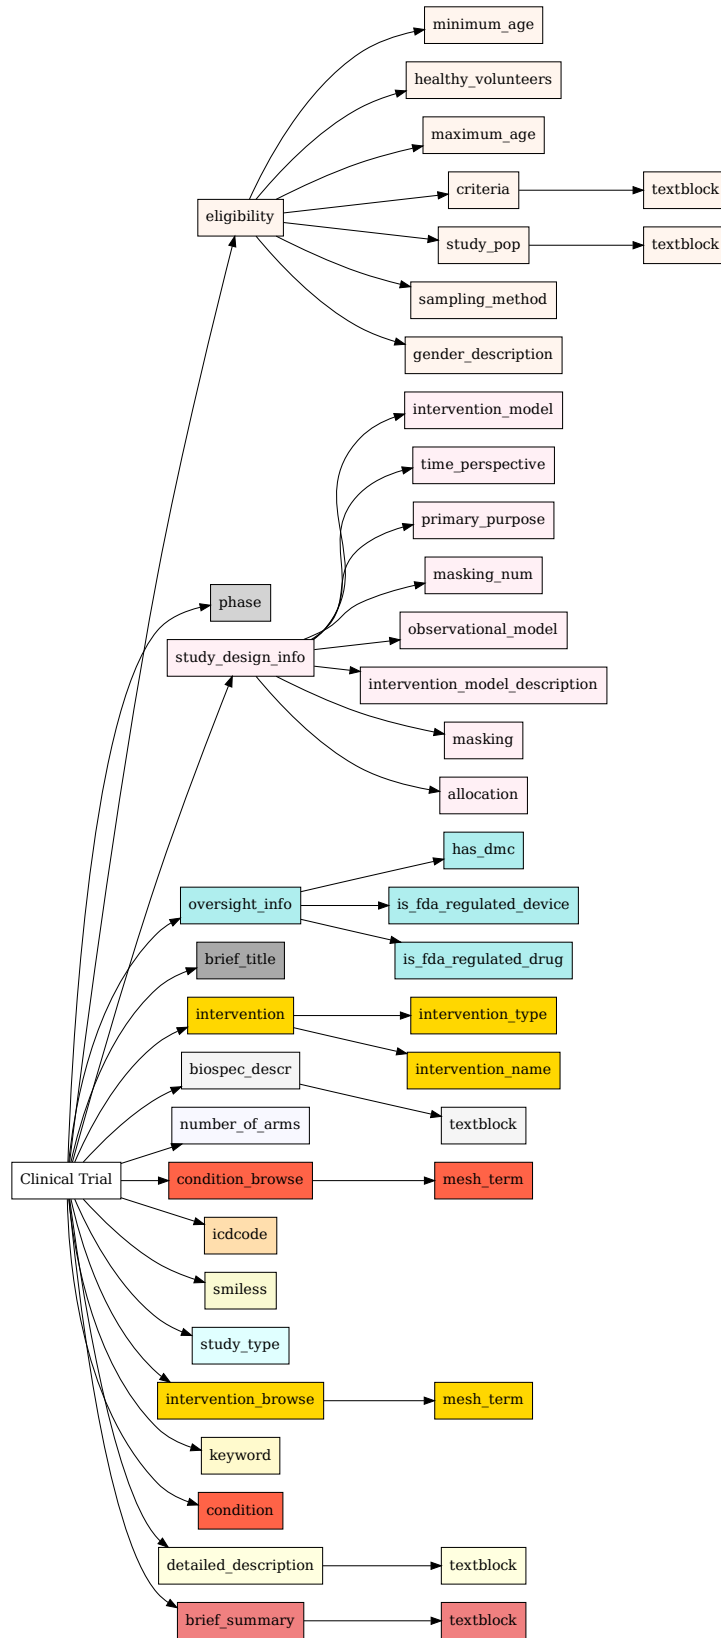 minimum_age
healthy_volunteers
maximum_age
criteria
textblock
eligibility
study_pop
textblock
sampling_method
gender_description
intervention_model
time_perspective
primary_purpose
masking_num
phase
observational_model
study_design_info
intervention_model_description
masking
allocation
has_dmc
oversight_info
is_fda_regulated_device
brief_title
is_fda_regulated_drug
intervention
intervention_type
biospec_descr
intervention_name
number_of_arms
textblock
Clinical Trial
condition_browse
mesh_term
icdcode
smiless
study_type
intervention_browse
mesh_term
keyword
condition
detailed_description
textblock
brief_summary
textblock